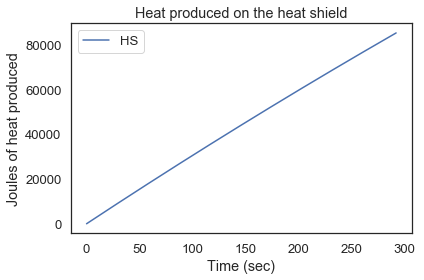 Heat produced on the heat shield
HS
Joules of heat produced
80000
60000
40000
20000
0
0 50 100 150 200 250 300
Time (sec)